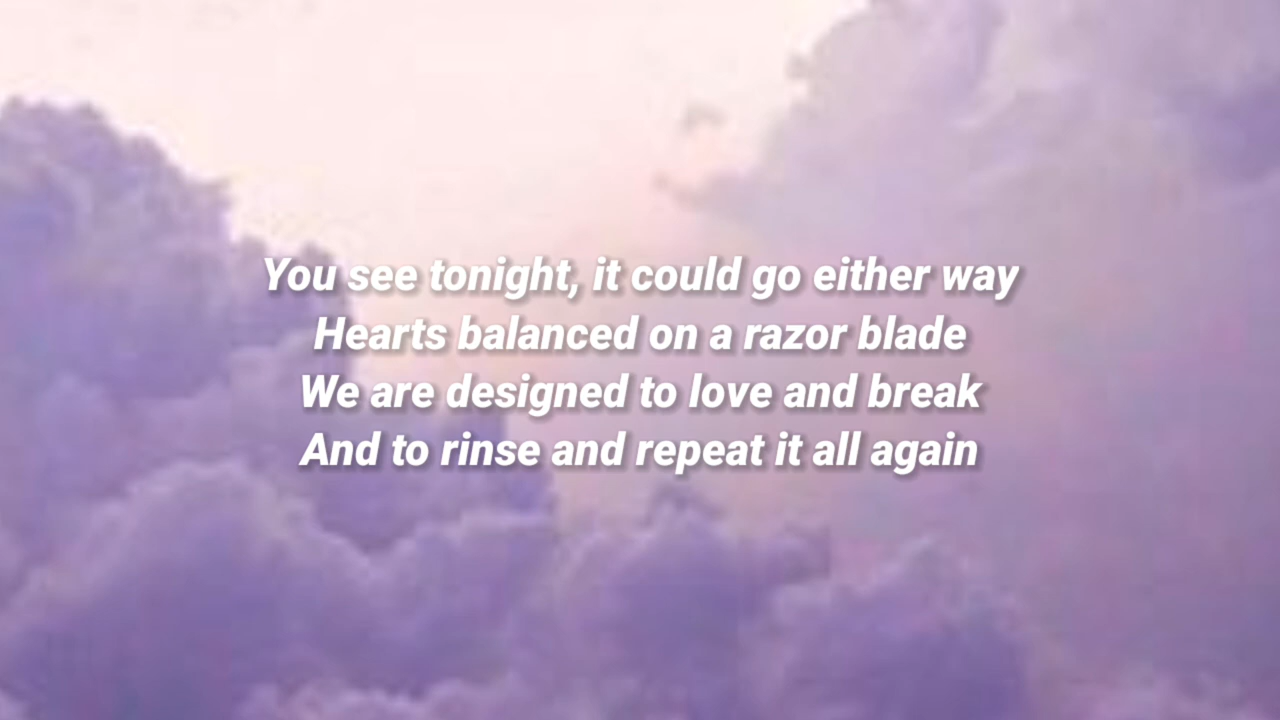 You see tonight, it could go either way
Hearts balanced on a razor blade
We are designed to love and break
And to rinse and repeat it all again